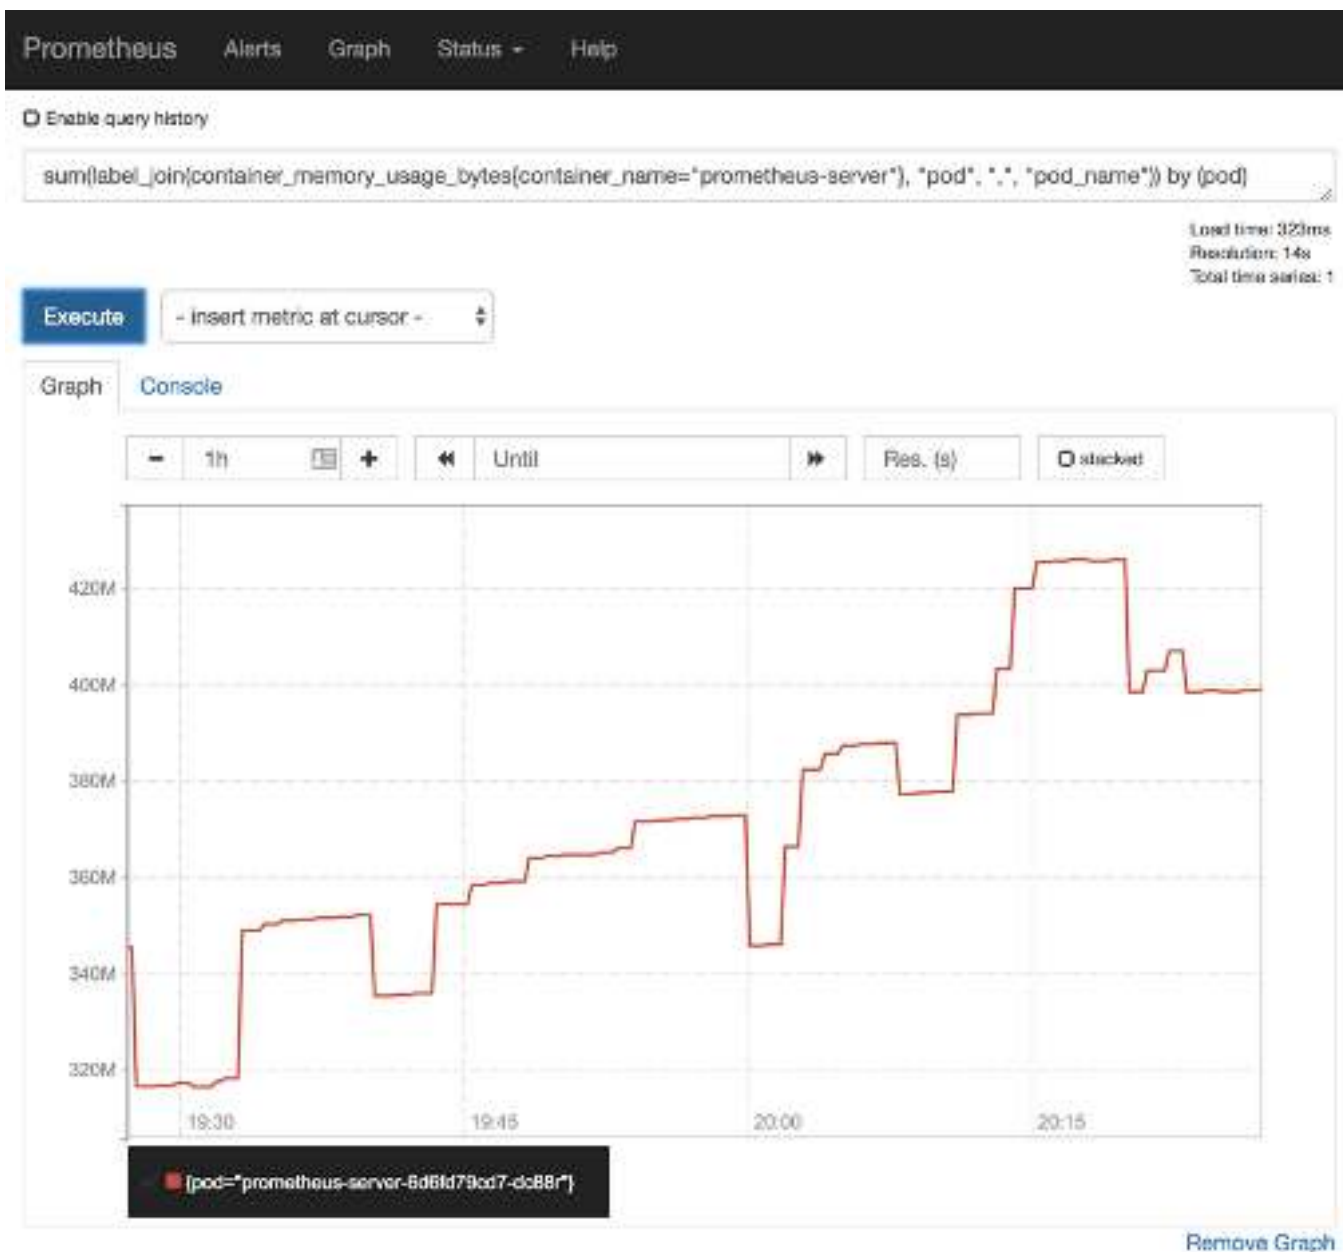 Prometheus Alerts Graph Status Help
Enable query history
sum(label_join(container_memory_usage_bytes{container_name="prometheus-server"}, "pod", ",", "pod_name")) by (pod)
Load time: 323ms
Resolution: 14s
Total time series: 1
Execute - insert metric at cursor -
Graph Console
1h Until Res. (s) stacked
420M
400M
380M
360M
340M
320M
19:30 19:45 20:00 20:15
{pod="prometheus-server-6d6fd79cd7-dc88r"}
Remove Graph